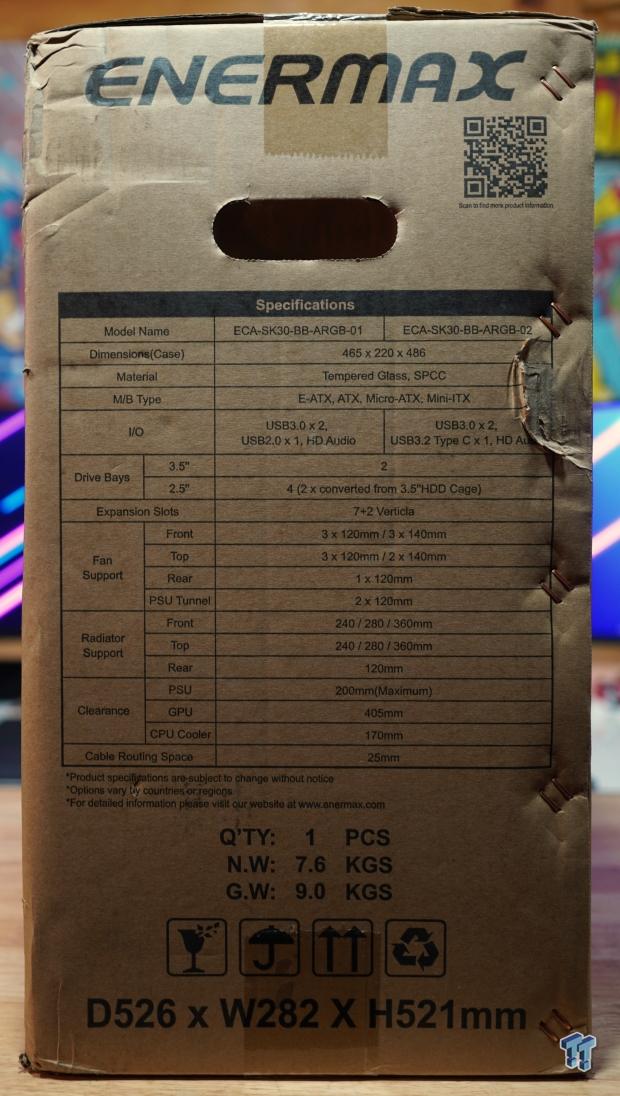 ENERMAX
Scan to find more product information.
Specifications
Model Name ECA-SK30-BB-ARGB-01 ECA-SK30-BB-ARGB-02
Dimensions(Case) 465 x 220 x 486
Material Tempered Glass, SPCC
M/B Type E-ATX, ATX, Micro-ATX, Mini-ITX
I/O USB3.0 x 2, USB2.0 x 1, HD Audio USB3.0 x 2, USB3.2 Type C x 1, HD
Drive Bays 3.5" 2
2.5" 4 (2 x converted from 3.5"HDD Cage)
Expansion Slots 7+2 Verticla
Fan Support Front 3 x 120mm / 3 x 140mm
Top 3 x 120mm / 2 x 140mm
Rear 1 x 120mm
PSU Tunnel 2 x 120mm
Radiator Support Front 240 / 280 / 360mm
Top 240 / 280 / 360mm
Rear 120mm
Clearance PSU 200mm(Maximum)
GPU 405mm
CPU Cooler 170mm
Cable Routing Space 25mm
*Product specifications are subject to change without notice
*Options vary by countries or regions
*For detailed information please visit our website at www.enermax.com
Q'TY: 1 PCS
N.W: 7.6 KGS
G.W: 9.0 KGS
D526 x W282 X H521mm
TT